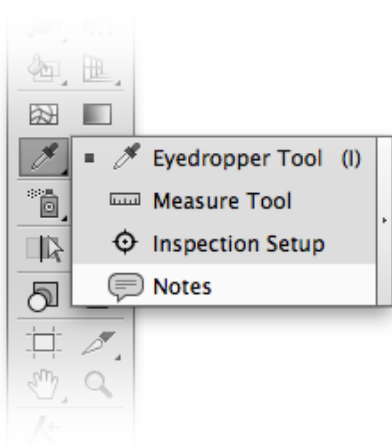 Eyedropper Tool (I)
Measure Tool
Inspection Setup
Notes